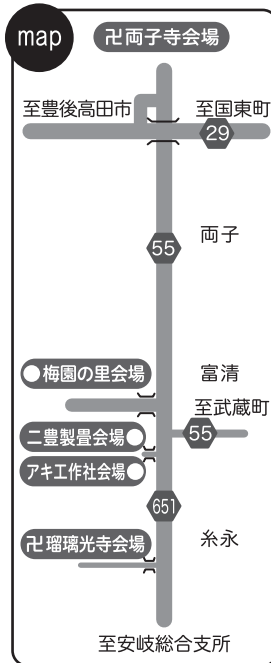 map
卍両子寺会場
至豊後高田市 至国東町
29
両子
55
梅園の里会場 富清
至武蔵町
二豊製畳会場
55
アキ工作社会場
651
卍瑠璃光寺会場 糸永
至安岐総合支所